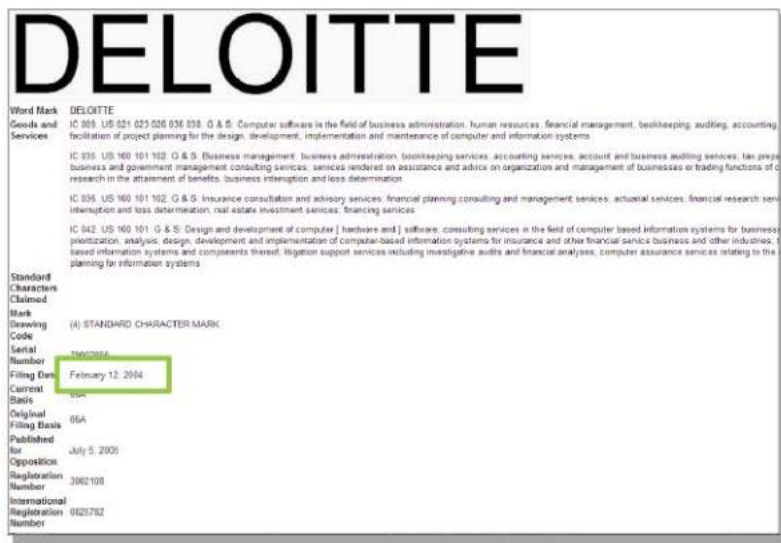 DELOITTE
Word Mark DELOITTE
Goods and Services IC 009. US 021 023 026 036 038. G & S: Computer software in the field of business administration, human resources, financial management, bookkeeping, auditing, accounting,
facilitation of project planning for the design, development, implementation and maintenance of computer and information systems
IC 035. US 100 101 102. G & S: Business management; business administration; bookkeeping services; accounting services; account and business auditing services; tax prepa
business and government management consulting services; services rendered on assistance and advice on organization and management of businesses or trading functions of c
research in the attainment of benefits, business interruption and loss determination
IC 036. US 100 101 102. G & S: Insurance consultation and advisory services; financial planning consulting and management services; actuarial services; financial research serv
interruption and loss determination, real estate investment services; financing services
IC 042. US 100 101. G & S: Design and development of computer [ hardware and ] software; consulting services in the field of computer based information systems for business
prioritization, analysis, design, development and implementation of computer-based information systems for insurance and other financial service business and other industries;
based information systems and components thereof; litigation support services including investigative audits and financial analyses; computer assurance services relating to the
planning for information systems
Standard
Characters
Claimed
Mark
Drawing
Code (4) STANDARD CHARACTER MARK
Serial
Number
Filing Date February 12, 2004
Current
Basis 66A
Original
Filing Basis 66A
Published
for
Opposition July 5, 2005
Registration
Number 3002108
International
Registration
Number 0825782